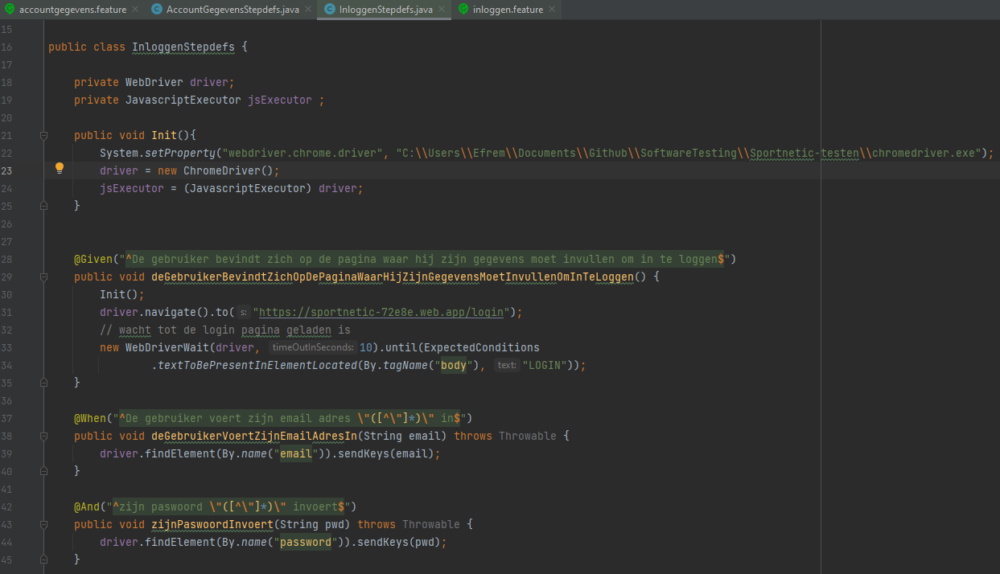 accountgegevens.feature × AccountGegevensStepdefs.java × InloggenStepdefs.java × inloggen.feature ×
15
16 public class InloggenStepdefs {
17
18 private WebDriver driver;
19 private JavascriptExecutor jsExecutor ;
20
21 public void Init(){
22 System.setProperty("webdriver.chrome.driver", "C:\\Users\\Efrem\\Documents\\Github\\SoftwareTesting\\Sportnetic-testen\\chromedriver.exe");
23 driver = new ChromeDriver();
24 jsExecutor = (JavascriptExecutor) driver;
25 }
26
27
28 @Given("^De gebruiker bevindt zich op de pagina waar hij zijn gegevens moet invullen om in te loggen$")
29 public void deGebruikerBevindtZichOpDePaginaWaarHijZijnGegevensMoetInvullenOmInTeLoggen() {
30 Init();
31 driver.navigate().to( s: "https://sportnetic-72e8e.web.app/login");
32 // wacht tot de login pagina geladen is
33 new WebDriverWait(driver, timeOutInSeconds: 10).until(ExpectedConditions
34 .textToBePresentInElementLocated(By.tagName("body"), text: "LOGIN"));
35 }
36
37 @When("^De gebruiker voert zijn email adres \"([^\"]*)\" in$")
38 public void deGebruikerVoertZijnEmailAdresIn(String email) throws Throwable {
39 driver.findElement(By.name("email")).sendKeys(email);
40 }
41
42 @And("^zijn paswoord \"([^\"]*)\" invoert$")
43 public void zijnPaswoordInvoert(String pwd) throws Throwable {
44 driver.findElement(By.name("password")).sendKeys(pwd);
45 }